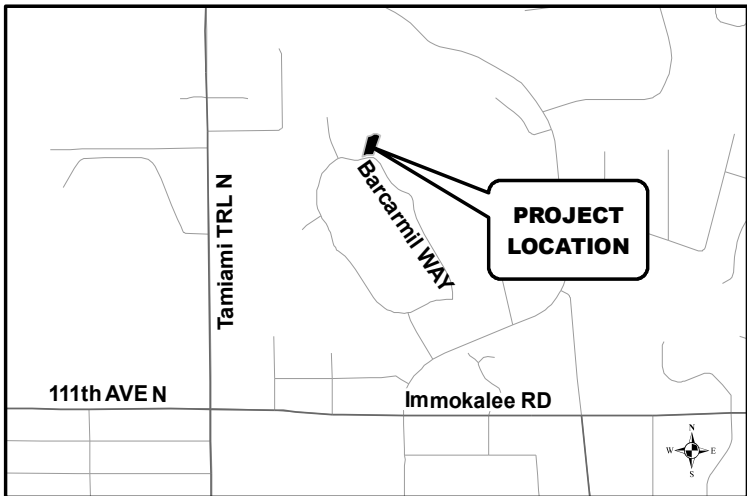 Tamiami TRL N
Barcarmil WAY
PROJECT
LOCATION
111th AVE N
Immokalee RD
N
W E
S